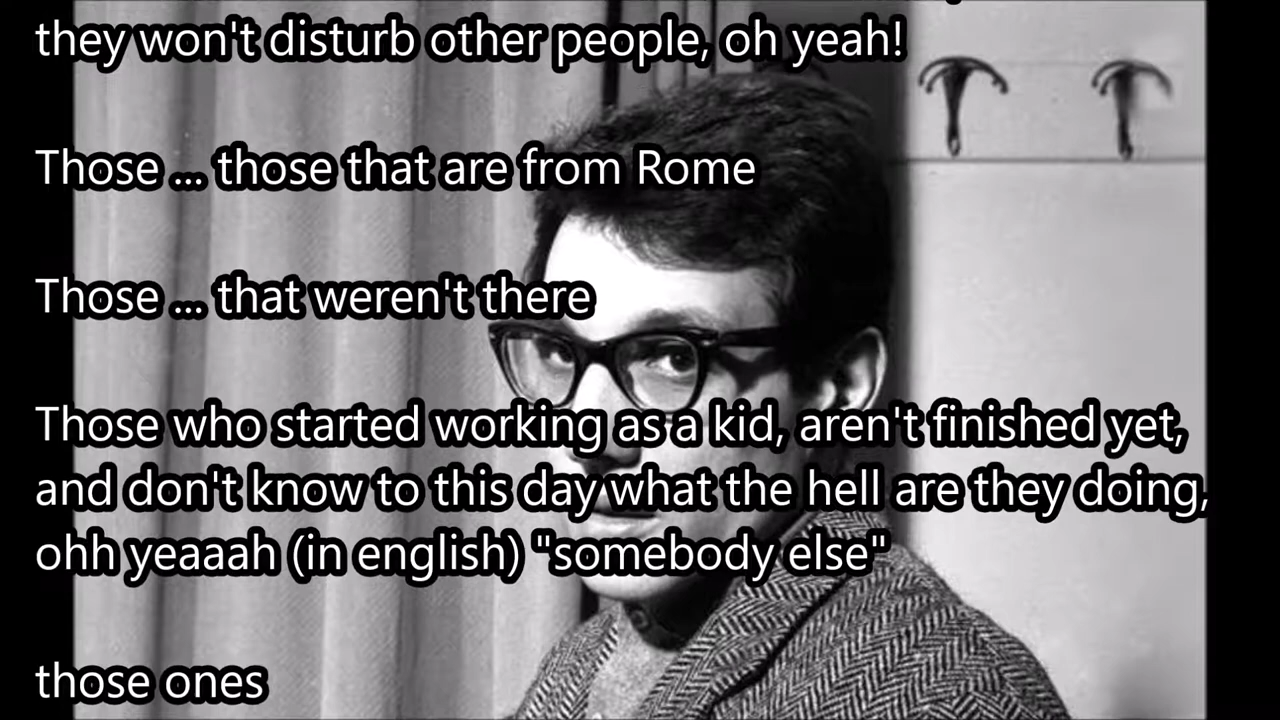 they won't disturb other people, oh yeah!
Those ... those that are from Rome
Those ... that weren't there
Those who started working as a kid, aren't finished yet,
and don't know to this day what the hell are they doing,
ohh yeaaah (in english) "somebody else"
those ones